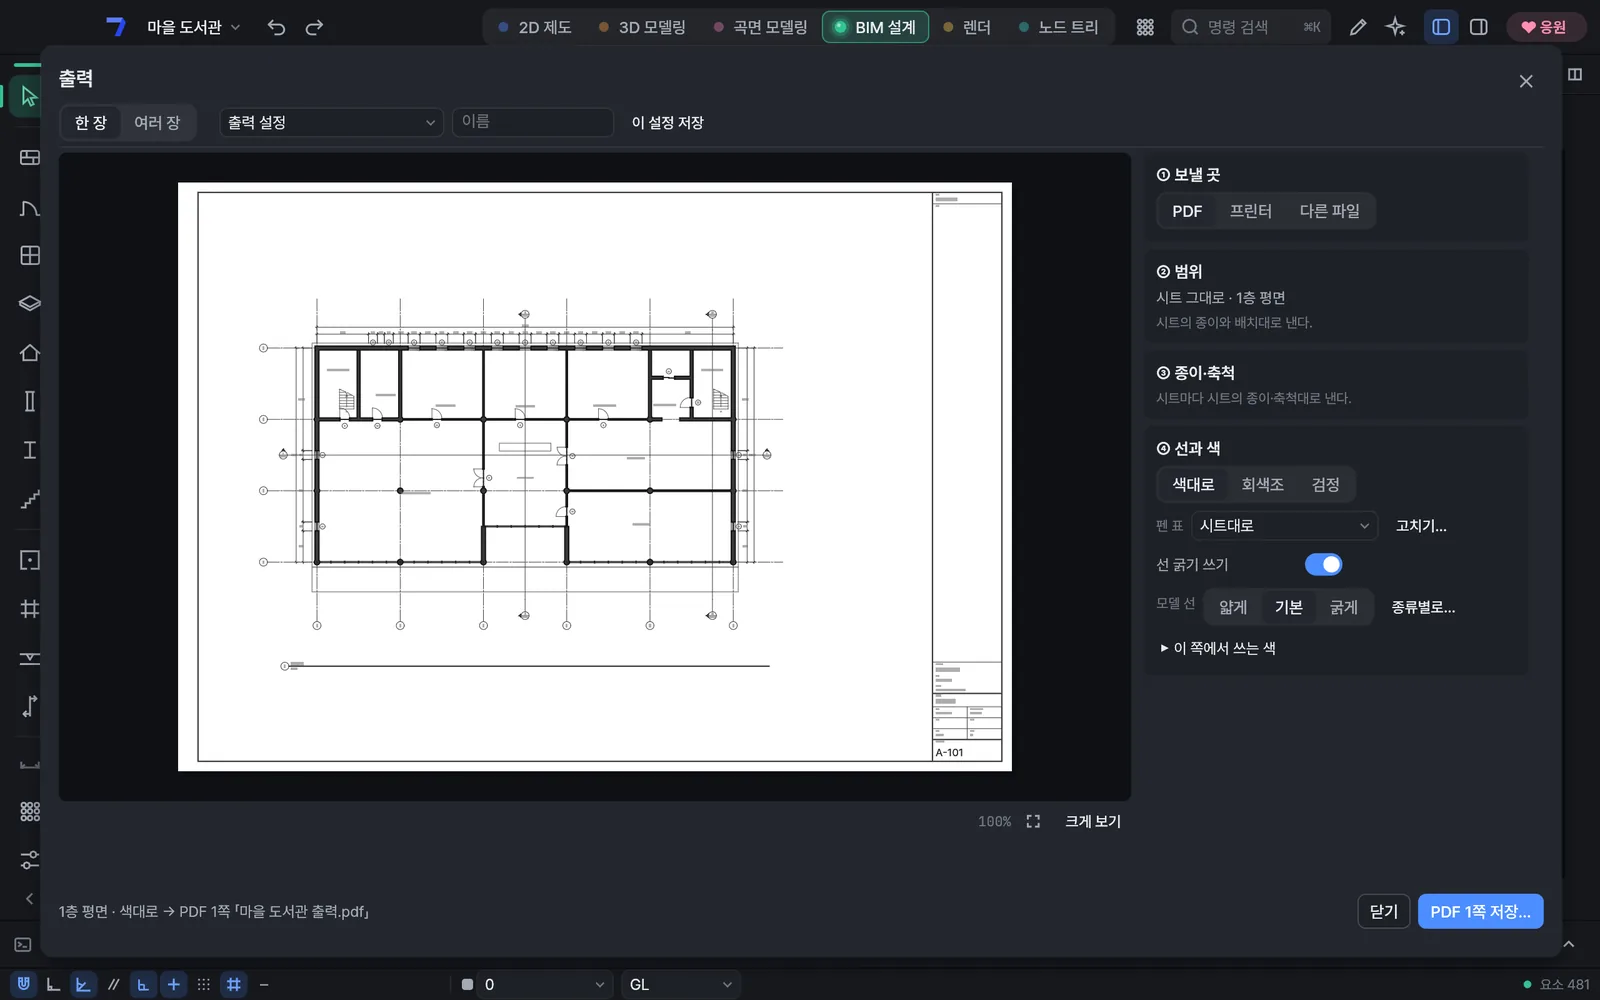 마을 도서관
2D 제도
3D 모델링
곡면 모델링
BIM 설계
렌더
노드 트리
명령 검색
⌘K
응원
출력
한 장
여러 장
출력 설정
이름
이 설정 저장
A-101
100%
크게 보기
① 보낼 곳
PDF
프린터
다른 파일
② 범위
시트 그대로 · 1층 평면
시트의 종이와 배치대로 낸다.
③ 종이·축척
시트마다 시트의 종이·축척대로 낸다.
④ 선과 색
색대로
회색조
검정
펜 표
시트대로
고치기...
선 굵기 쓰기
모델 선
얇게
기본
굵게
종류별로...
▸ 이 쪽에서 쓰는 색
1층 평면 · 색대로 → PDF 1쪽 「마을 도서관 출력.pdf」
닫기
PDF 1쪽 저장...
0
GL
요소 481